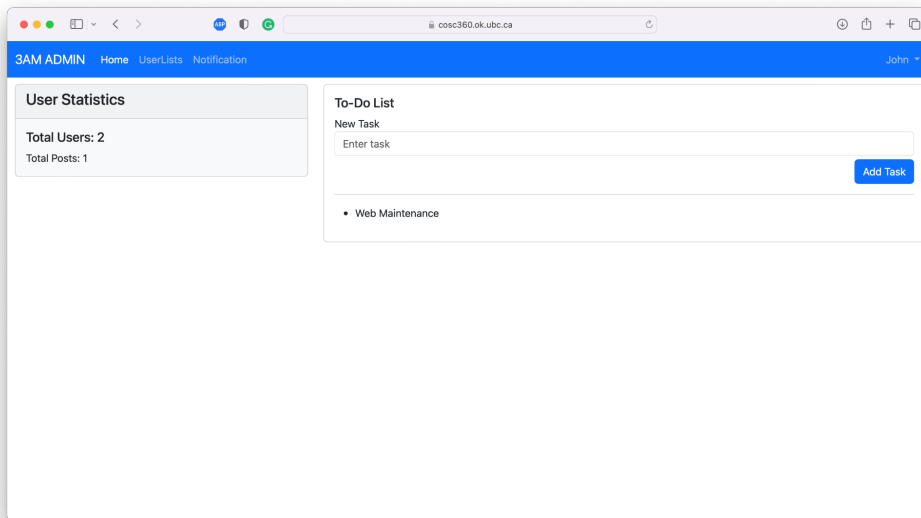 ABP G cosc360.ok.ubc.ca
3AM ADMIN Home UserLists Notification John
User Statistics
Total Users: 2
Total Posts: 1
To-Do List
New Task
Enter task
Add Task
• Web Maintenance